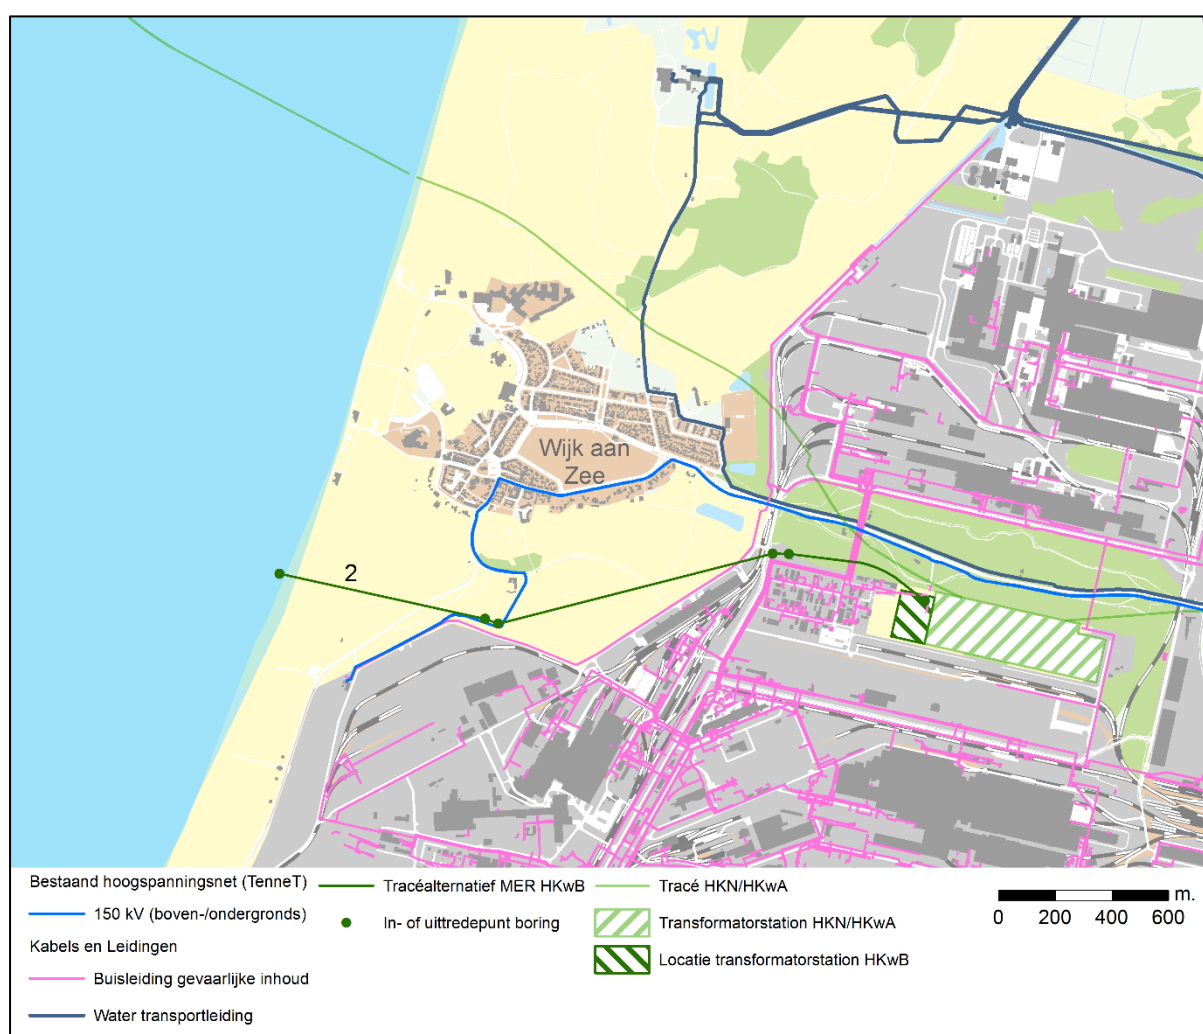 Wijk aan
Zee
2
Bestaand hoogspanningsnet (TenneT)
150 kV (boven-/ondergronds)
Kabels en Leidingen
Buisleiding gevaarlijke inhoud
Water transportleiding
Tracéalternatief MER HKwB
In- of uittredepunt boring
Tracé HKN/HKwA
Transformatorstation HKN/HKwA
Locatie transformatorstation HKwB
m.
0 200 400 600